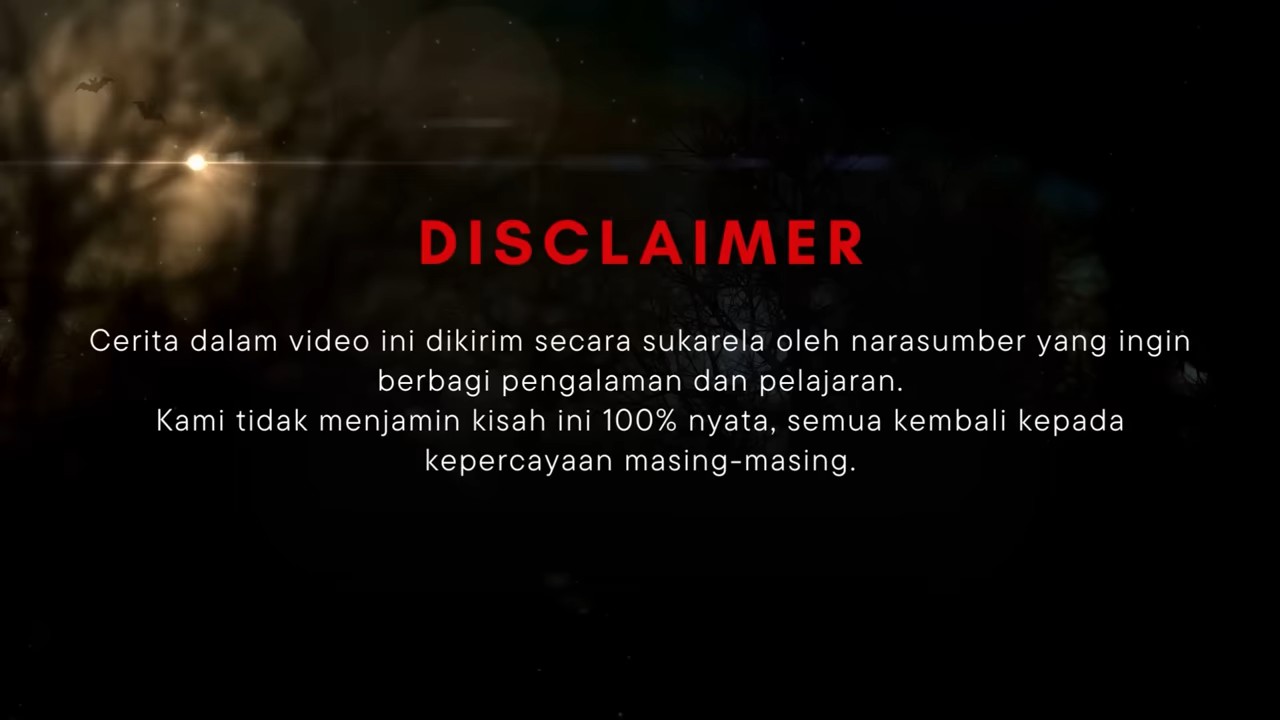 DISCLAIMER
Cerita dalam video ini dikirim secara sukarela oleh narasumber yang ingin
berbagi pengalaman dan pelajaran.
Kami tidak menjamin kisah ini 100% nyata, semua kembali kepada
kepercayaan masing-masing.